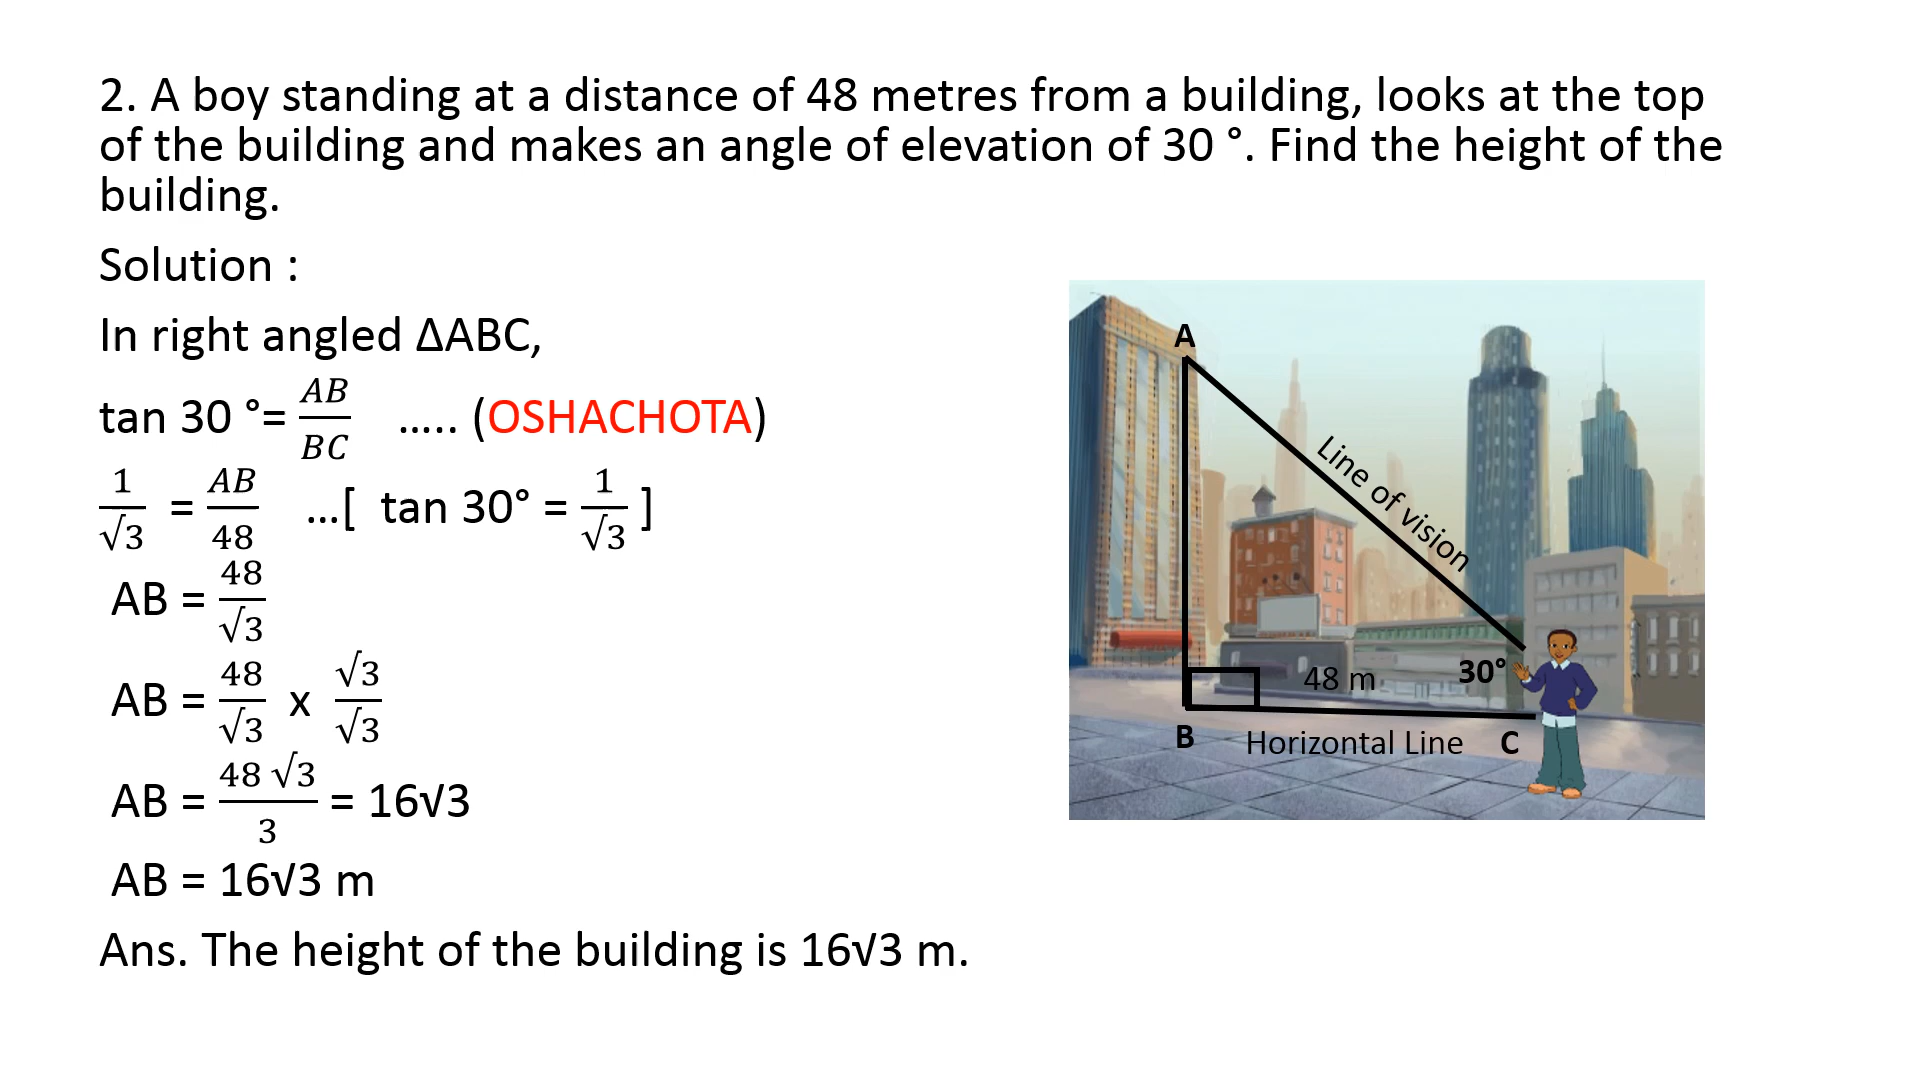 2. A boy standing at a distance of 48 metres from a building, looks at the top
of the building and makes an angle of elevation of 30 °. Find the height of the
building.
Solution :
In right angled ∆ABC,
tan 30 °= AB/BC ….. (OSHACHOTA)
1/√3 = AB/48 …[ tan 30° = 1/√3 ]
AB = 48/√3
AB = 48/√3 x √3/√3
AB = 48 √3/3 = 16√3
AB = 16√3 m
Ans. The height of the building is 16√3 m.
A
Line of vision
30°
48 m
B
Horizontal Line
C